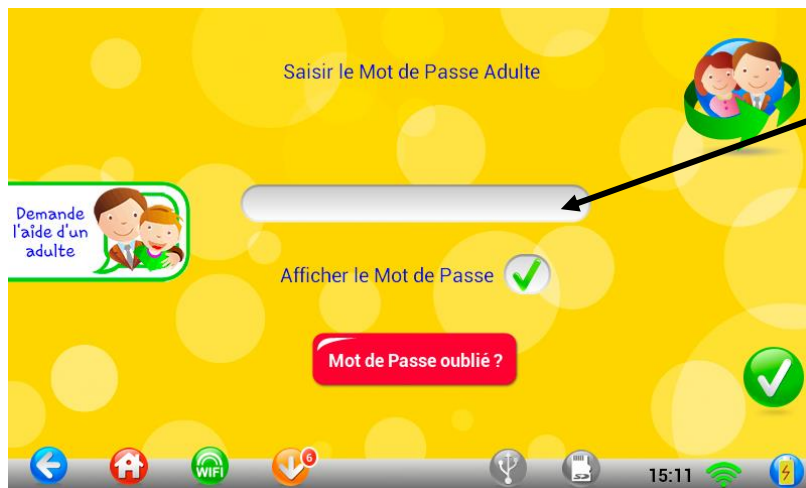 Saisir le Mot de Passe Adulte
Demande
l'aide d'un
adulte
Afficher le Mot de Passe
Mot de Passe oublié ?
WIFI
6
15:11